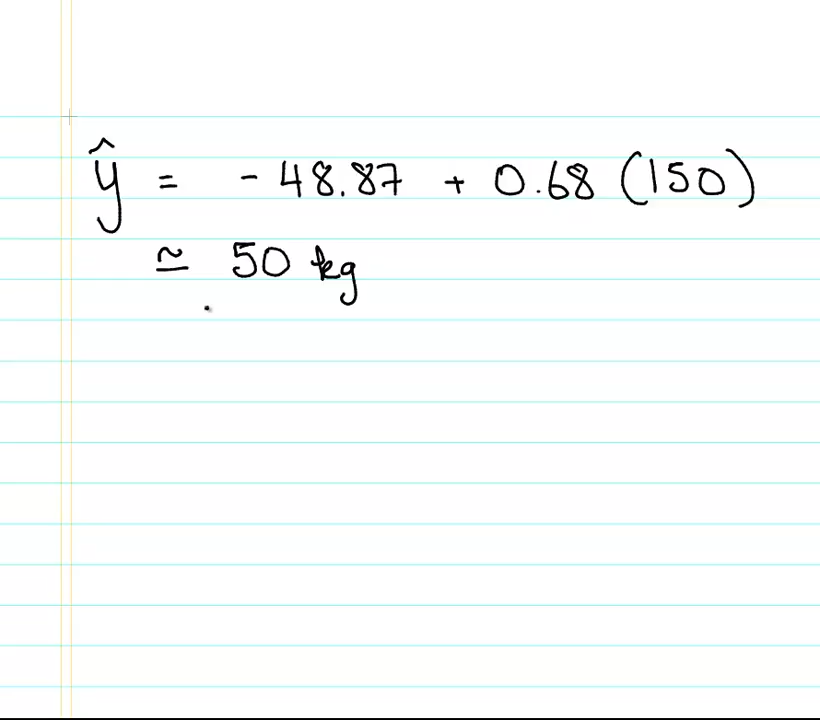 ŷ = - 48.87 + 0.68 (150)
≃ 50 kg